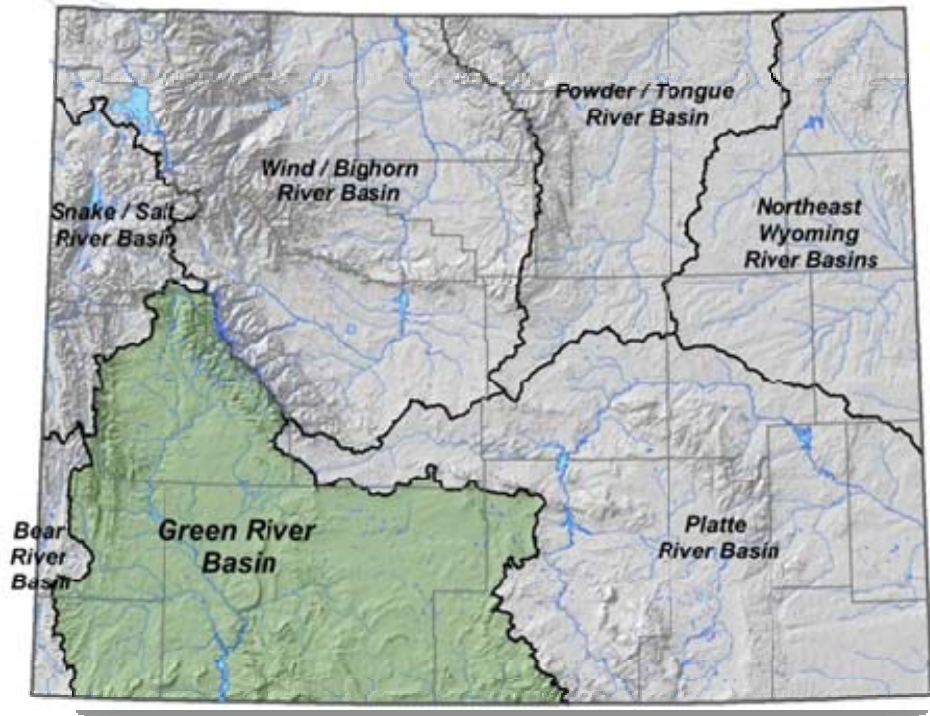 Powder / Tongue
River Basin
Wind / Bighorn
River Basin
Snake / Salt
River Basin
Northeast
Wyoming
River Basins
Bear
River
Basin
Green River
Basin
Platte
River Basin